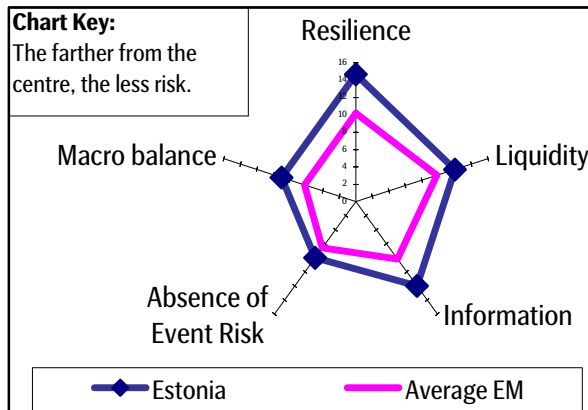 Chart Key:
The farther from the
centre, the less risk.
Resilience
16
14
12
10
8
6
4
2
0
Macro balance
Liquidity
Absence of
Event Risk
Information
Estonia
Average EM